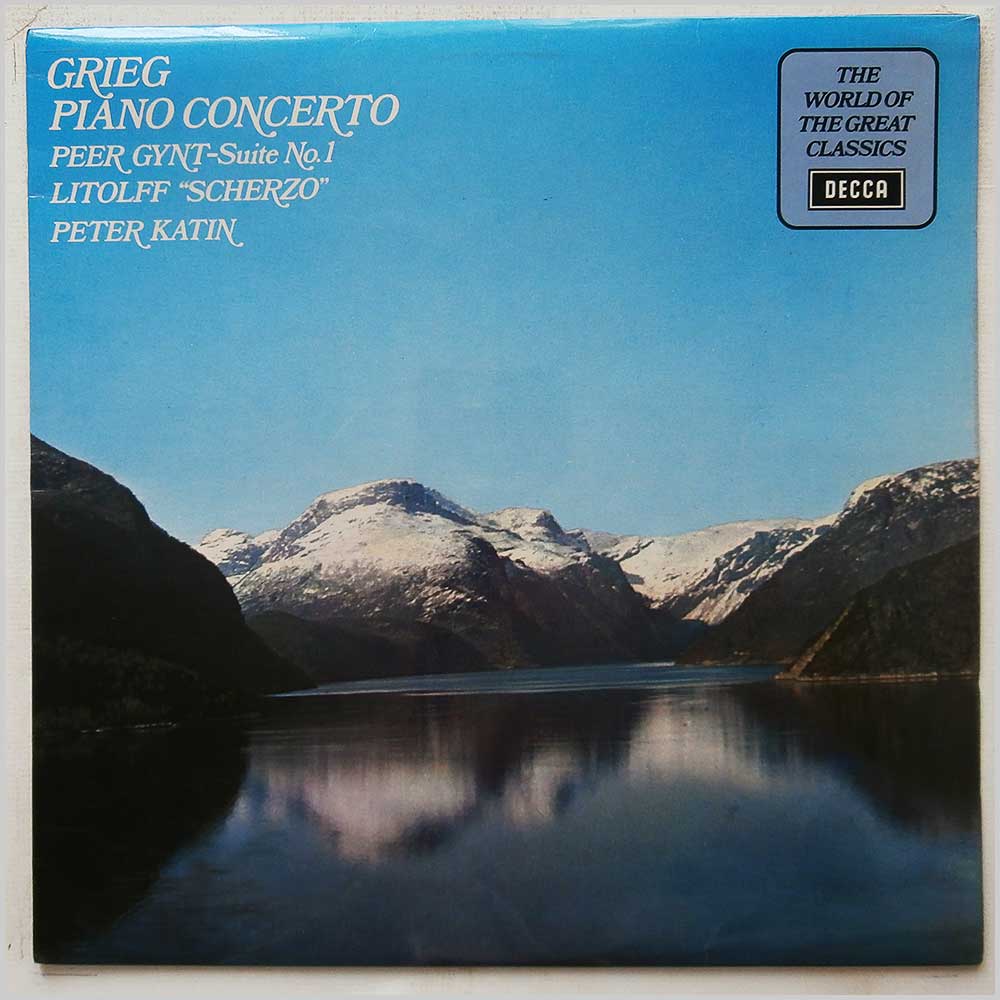 GRIEG
PIANO CONCERTO
PEER GYNT-Suite No.1
LITOLFF "SCHERZO"
PETER KATIN
THE
WORLD OF
THE GREAT
CLASSICS
DECCA